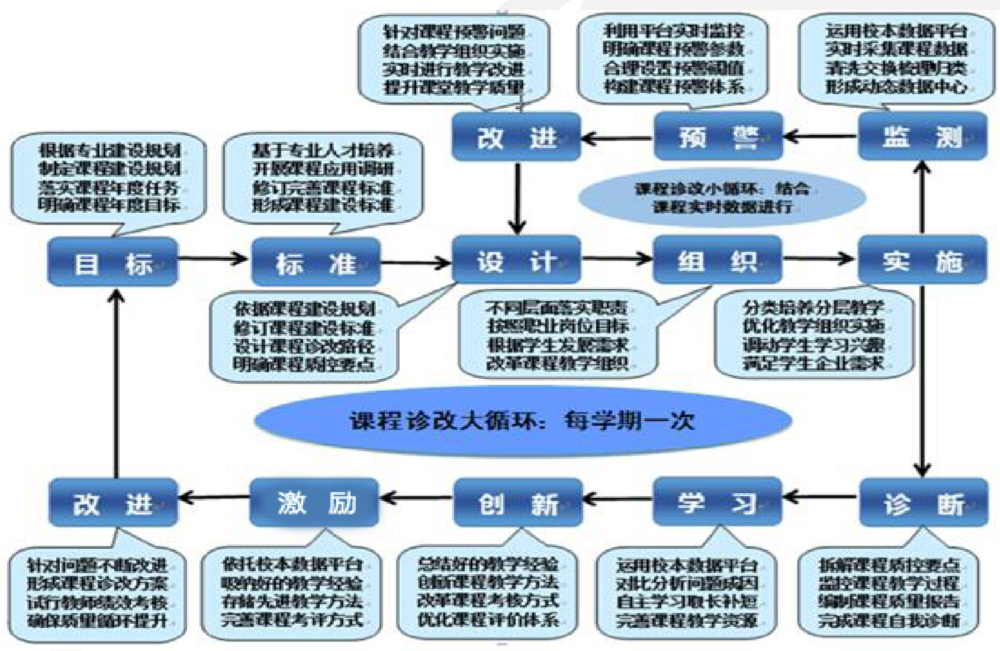 针对课程预警问题
结合教学组织实施
实时进行教学改进
提升课堂教学质量
利用平台实时监控
明确课程预警参数
合理设置预警阈值
构建课程预警体系
运用校本数据平台
实时采集课程数据
清洗交换梳理归类
形成动态数据中心
改 进
预 警
监 测
根据专业建设规划
制定课程建设规划
落实课程年度任务
明确课程年度目标
基于专业人才培养
开展课程应用调研
修订完善课程标准
形成课程建设标准
课程诊改小循环：结合
课程实时数据进行
目 标
标 准
设 计
组 织
实 施
依据课程建设规划
修订课程建设标准
设计课程诊改路径
明确课程质控要点
不同层面落实职责
按照职业岗位目标
根据学生发展需求
改革课程教学组织
分类培养分层教学
优化教学组织实施
调动学生学习兴趣
满足学生企业需求
课程诊改大循环：每学期一次
改 进
激 励
创 新
学 习
诊 断
针对问题不断改进
形成课程诊改方案
试行教师绩效考核
确保质量循环提升
依托校本数据平台
吸纳好的教学经验
存储先进教学方法
完善课程考评方式
总结好的教学经验
创新课程教学方法
改革课程考核方式
优化课程评价体系
运用校本数据平台
对比分析问题成因
自主学习取长补短
完善课程教学资源
拆解课程质控要点
监控课程教学过程
编制课程质量报告
完成课程自我诊断